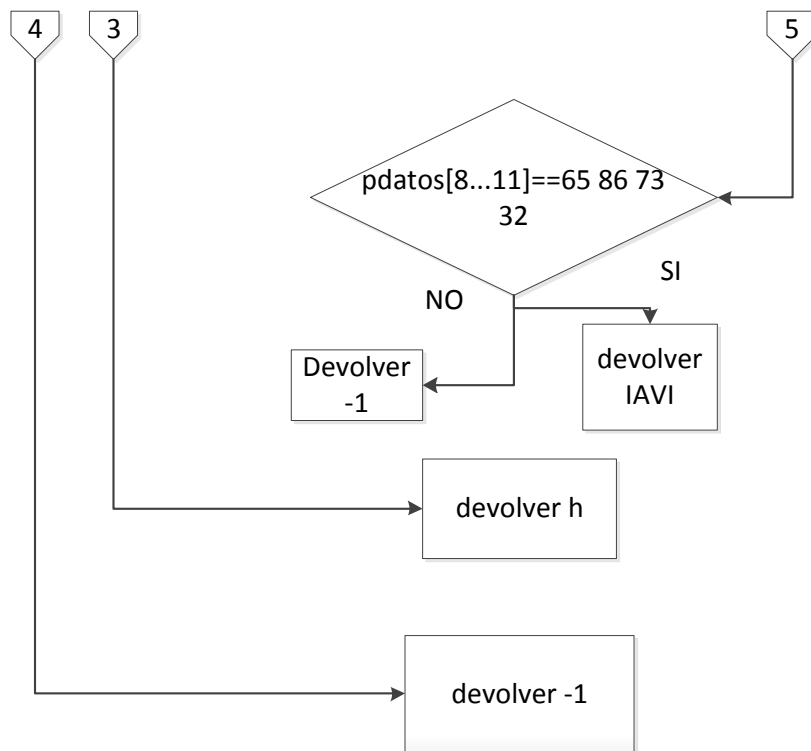 4
3
5
pdatos[8...11]==65 86 73
32
SI
NO
Devolver
-1
devolver
IAVI
devolver h
devolver -1